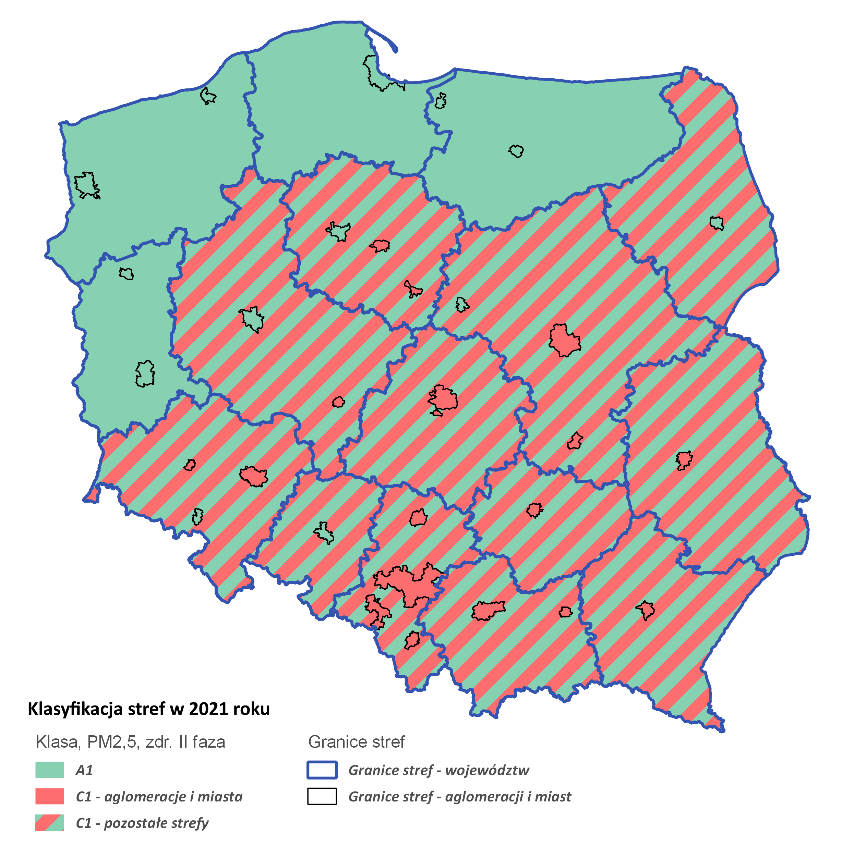 Klasyfikacja stref w 2021 roku
Klasa, PM2,5, zdr. II faza
A1
C1 - aglomeracje i miasta
C1 - pozostałe strefy
Granice stref
Granice stref - województw
Granice stref - aglomeracji i miast